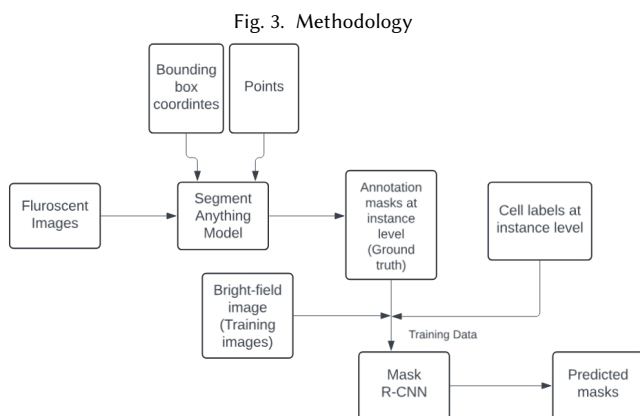 Fig. 3. Methodology
Bounding
box
coordintes
Points
Fluroscent
Images
Segment
Anything
Model
Annotation
masks at
instance
level
(Ground
truth)
Cell labels at
instance level
Bright-field
image
(Training
images)
Training Data
Mask
R-CNN
Predicted
masks